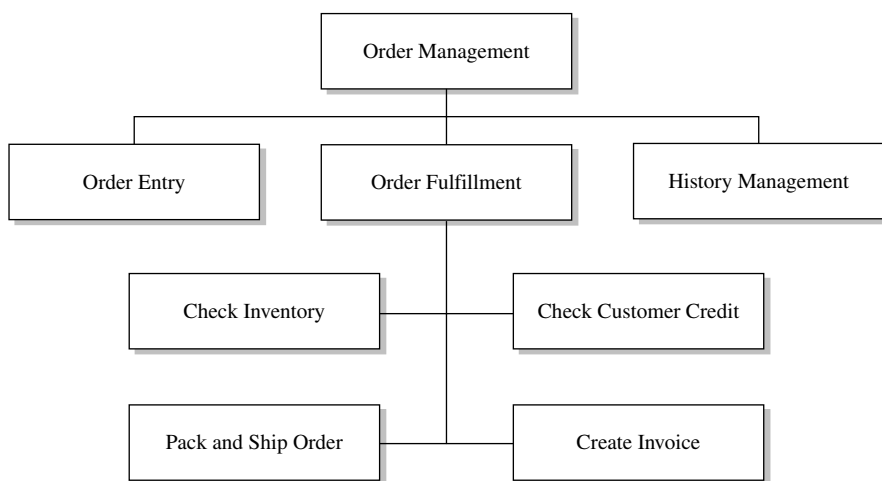 Order Management
Order Entry
Order Fulfillment
History Management
Check Inventory
Check Customer Credit
Pack and Ship Order
Create Invoice